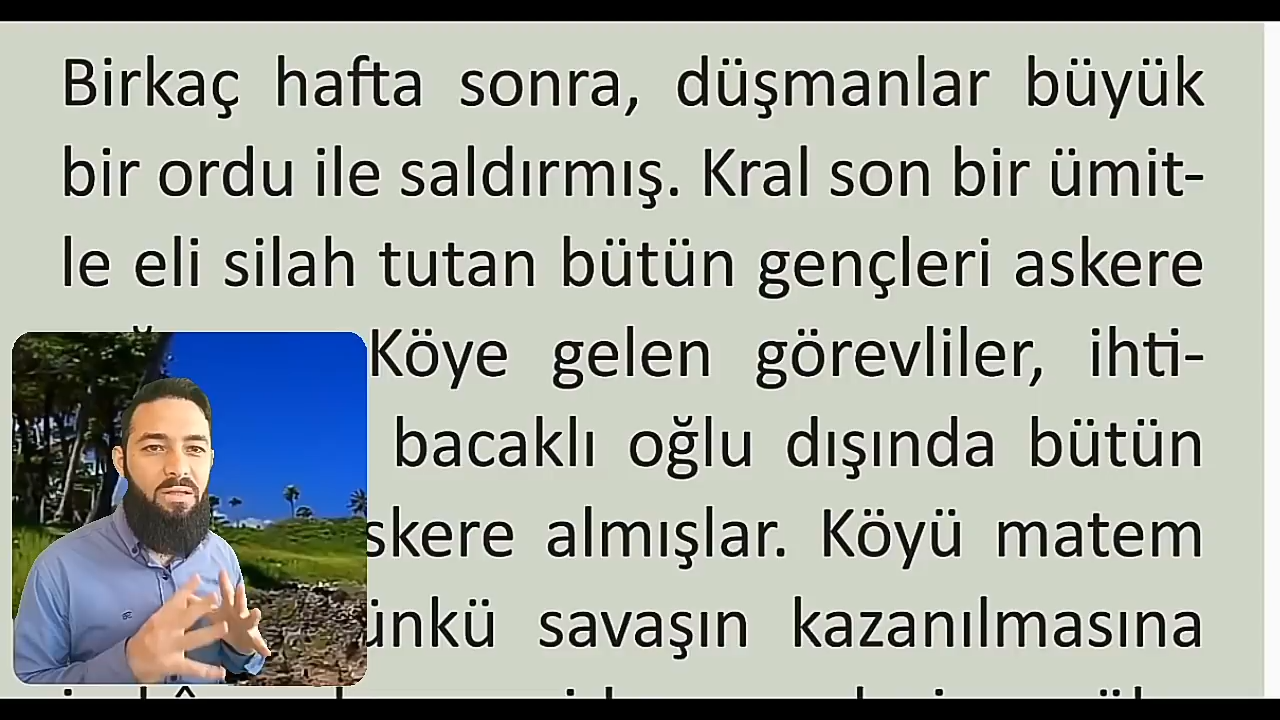 Birkaç hafta sonra, düşmanlar büyük
bir ordu ile saldırmış. Kral son bir ümit-
le eli silah tutan bütün gençleri askere
Köye gelen görevliler, ihti-
bacaklı oğlu dışında bütün
skere almışlar. Köyü matem
ünkü savaşın kazanılmasına